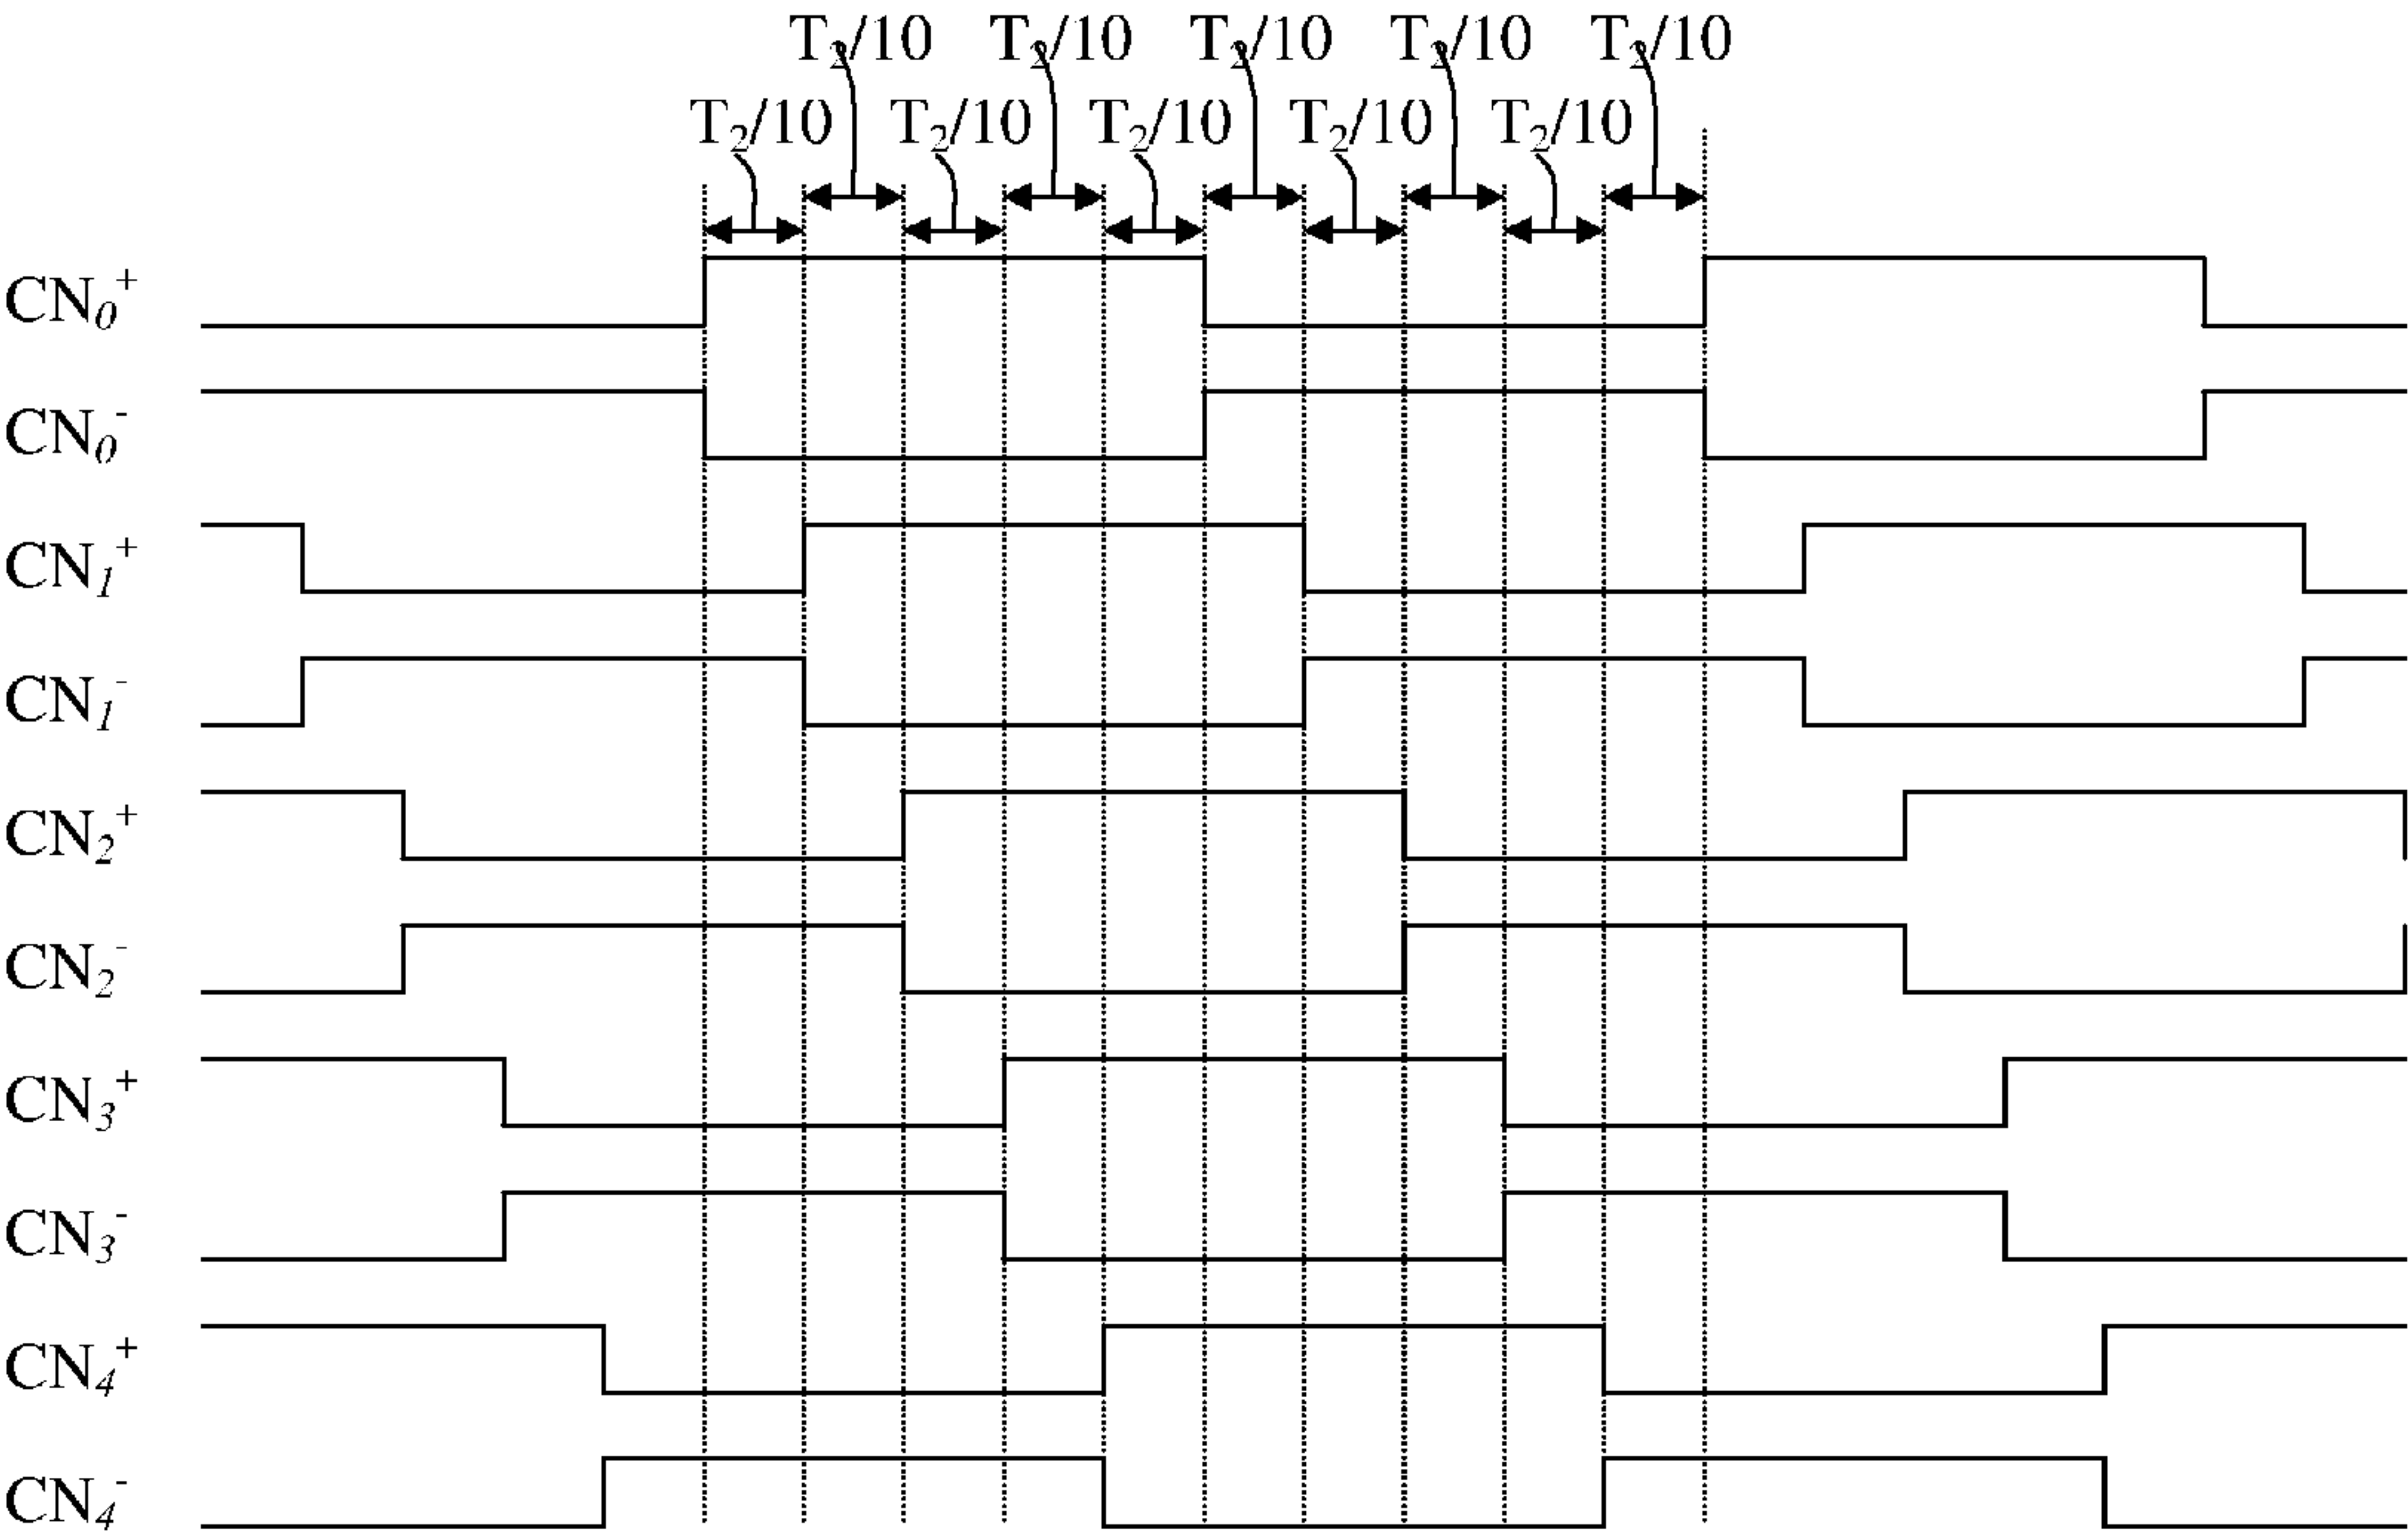 T₂/10 T₂/10 T₂/10 T₂/10 T₂/10
T₂/10 T₂/10 T₂/10 T₂/10 T₂/10
CN₀⁺
CN₀⁻
CN₁⁺
CN₁⁻
CN₂⁺
CN₂⁻
CN₃⁺
CN₃⁻
CN₄⁺
CN₄⁻